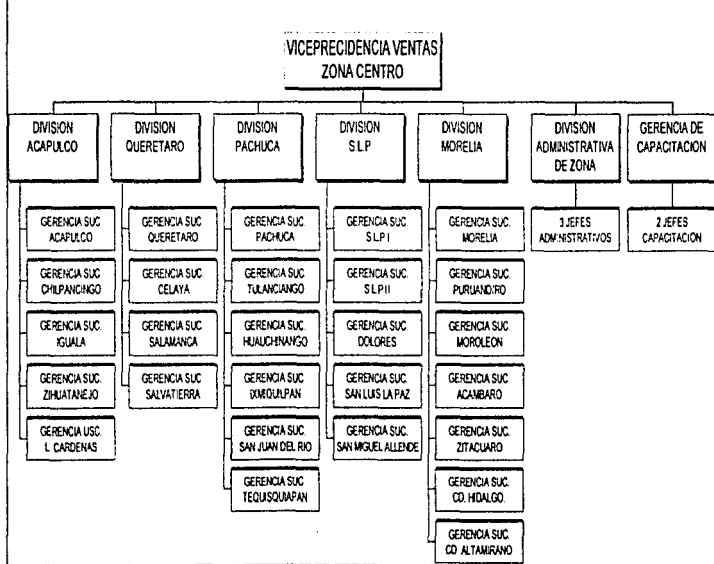 VICEPRECIDENCIA VENTAS
ZONA CENTRO
DIVISION
ACAPULCO
GERENCIA SUC
ACAPULCO
GERENCIA SUC
CHILPANCINGO
GERENCIA SUC.
IGUALA
GERENCIA SUC.
ZIHUATANEJO
GERENCIA USC.
L. CARDENAS
DIVISION
QUERETARO
GERENCIA SUC
QUERETARO
GERENCIA SUC
CELAYA
GERENCIA SUC
SALAMANCA
GERENCIA SUC
SALVATIERRA
DIVISION
PACHUCA
GERENCIA SUC.
PACHUCA
GERENCIA SUC.
TULANCIANGO
GERENCIA SUC.
HUAUCHINANGO
GERENCIA SUC
IXMIQUILPAN
GERENCIA SUC.
SAN JUAN DEL RIO
GERENCIA SUC
TEQUISQUIAPAN
DIVISION
S.L.P
GERENCIA SUC.
S.L.P I
GERENCIA SUC.
S.L.P II
GERENCIA SUC.
DOLORES
GERENCIA SUC.
SAN LUIS LA PAZ
GERENCIA SUC.
SAN MIGUEL ALLENDE
DIVISION
MORELIA
GERENCIA SUC.
MORELIA
GERENCIA SUC.
PURUANDIRO
GERENCIA SUC.
MOROLEON
GERENCIA SUC.
ACAMBARO
GERENCIA SUC.
ZITACUARO
GERENCIA SUC.
CD. HIDALGO.
GERENCIA SUC.
CD. ALTAMIRANO
DIVISION
ADMINISTRATIVA
DE ZONA
3 JEFES
ADMINISTRATIVOS
GERENCIA DE
CAPACITACION
2 JEFES
CAPACITACION